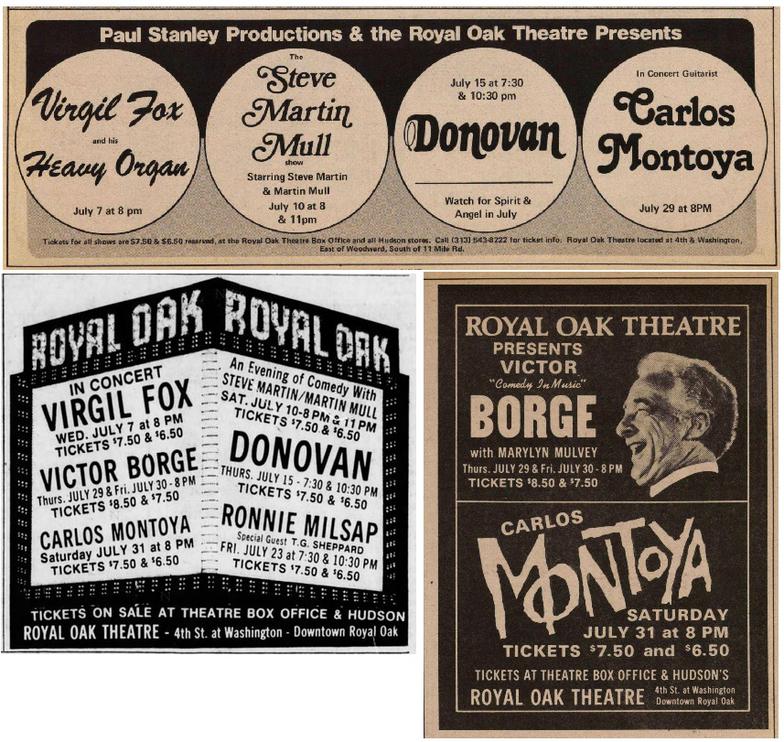 Paul Stanley Productions & the Royal Oak Theatre Presents
Virgil Fox
and his
Heavy Organ
July 7 at 8 pm
The
Steve
Martin
Mull
show
Starring Steve Martin
& Martin Mull
July 10 at 8
& 11pm
July 15 at 7:30
& 10:30 pm
Donovan
Watch for Spirit &
Angel in July
In Concert Guitarist
Carlos
Montoya
July 29 at 8PM
Tickets for all shows are $7.50 & $6.50 reserved, at the Royal Oak Theatre Box Office and all Hudson stores. Call (313) 543-8222 for ticket info. Royal Oak Theatre located at 4th & Washington,
East of Woodward, South of 11 Mile Rd.
ROYAL OAK
IN CONCERT
VIRGIL FOX
WED. JULY 7 at 8 PM
TICKETS $7.50 & $6.50
VICTOR BORGE
Thurs. JULY 29 & Fri. JULY 30 - 8 PM
TICKETS $8.50 & $7.50
CARLOS MONTOYA
Saturday JULY 31 at 8 PM
TICKETS $7.50 & $6.50
ROYAL OAK
An Evening of Comedy With
STEVE MARTIN/MARTIN MULL
SAT. JULY 10-8 PM & 11 PM
TICKETS $7.50 & $6.50
DONOVAN
THURS. JULY 15 - 7:30 & 10:30 PM
TICKETS $7.50 & $6.50
RONNIE MILSAP
Special Guest T.G. SHEPPARD
FRI. JULY 23 at 7:30 & 10:30 PM
TICKETS $7.50 & $6.50
TICKETS ON SALE AT THEATRE BOX OFFICE & HUDSON
ROYAL OAK THEATRE - 4th St. at Washington - Downtown Royal Oak
ROYAL OAK THEATRE
PRESENTS
VICTOR
"Comedy In Music"
BORGE
with MARYLYN MULVEY
Thurs. JULY 29 & Fri. JULY 30 - 8 PM
TICKETS $8.50 & $7.50
CARLOS
MONTOYA
SATURDAY
JULY 31 at 8 PM
TICKETS $7.50 and $6.50
TICKETS AT THEATRE BOX OFFICE & HUDSON'S
ROYAL OAK THEATRE 4th St. at Washington
Downtown Royal Oak